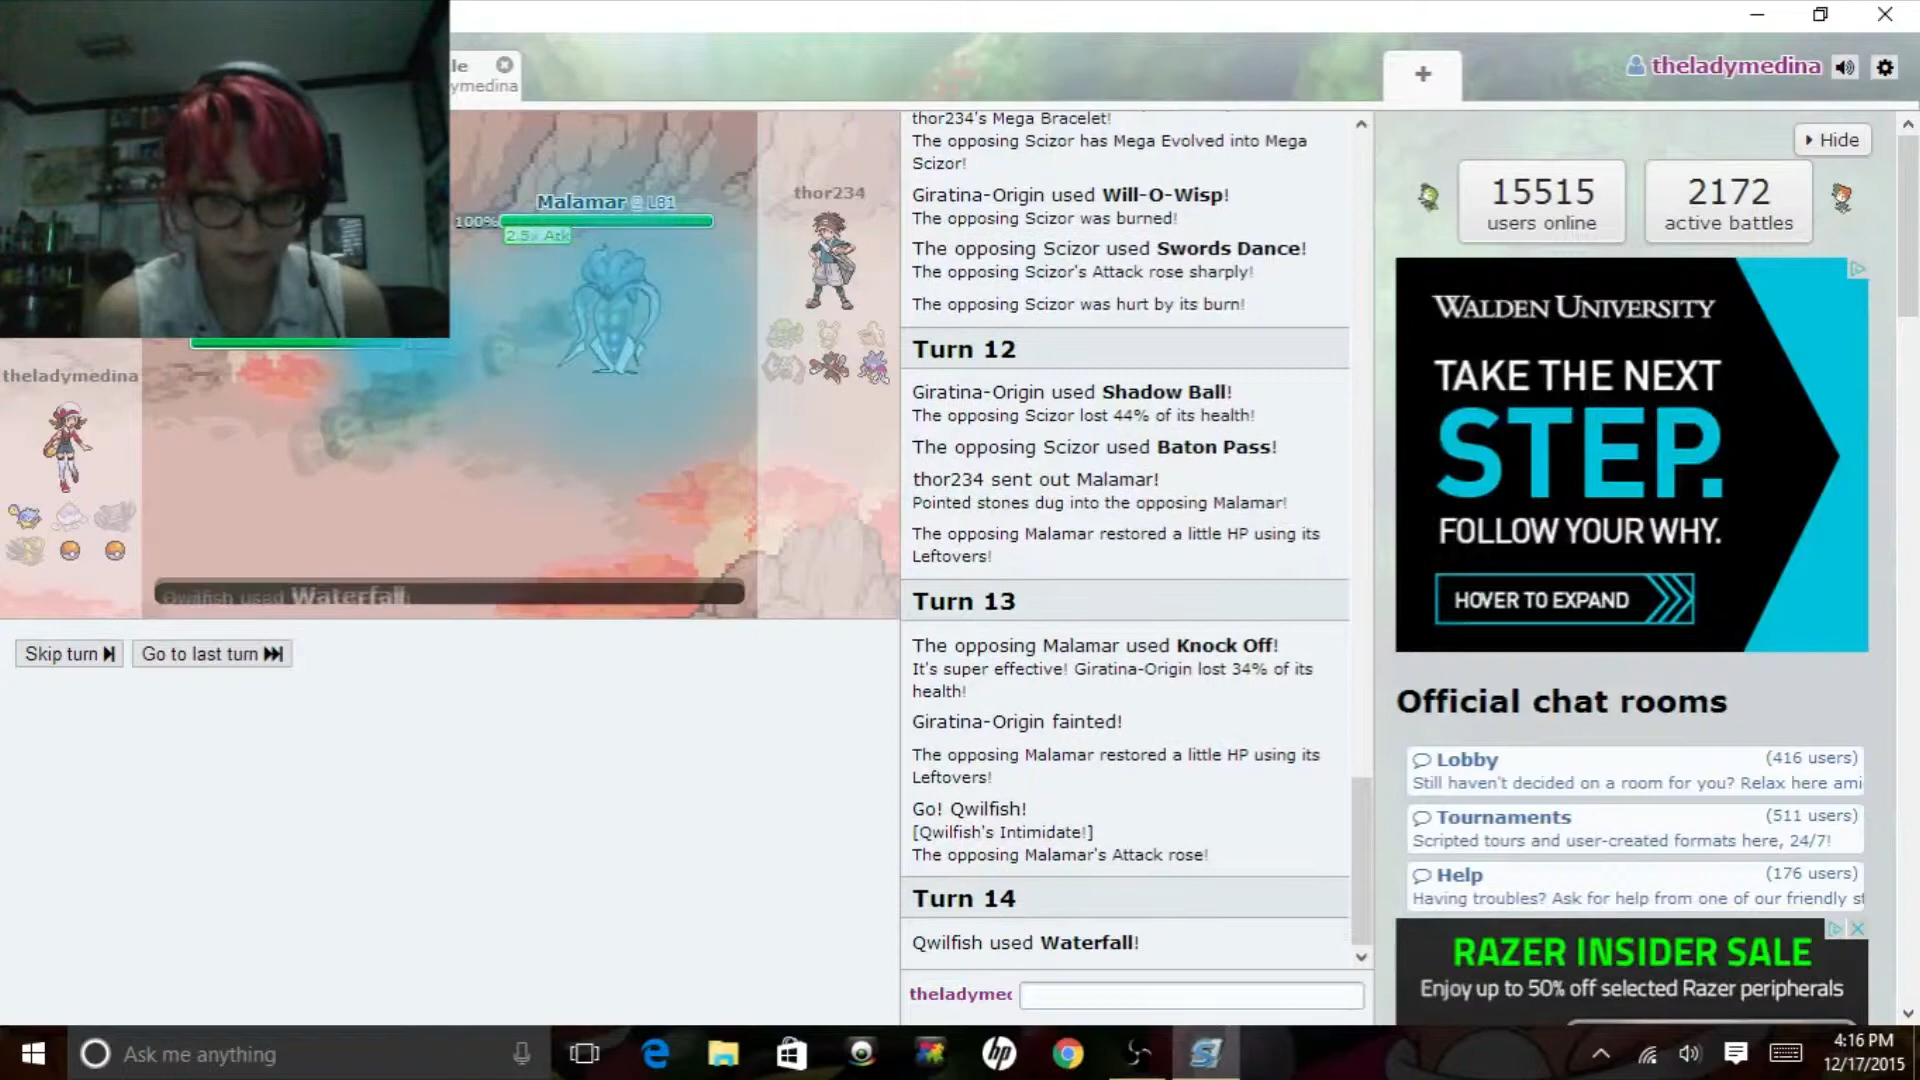 le
ymedina
theladymedina
Hide
15515
users online
2172
active battles
Malamar L81
100%
2.5x Atk
thor234
theladymedina
Qwilfish used Waterfall
Skip turn
Go to last turn
thor234's Mega Bracelet!
The opposing Scizor has Mega Evolved into Mega
Scizor!
Giratina-Origin used Will-O-Wisp!
The opposing Scizor was burned!
The opposing Scizor used Swords Dance!
The opposing Scizor's Attack rose sharply!
The opposing Scizor was hurt by its burn!
Turn 12
Giratina-Origin used Shadow Ball!
The opposing Scizor lost 44% of its health!
The opposing Scizor used Baton Pass!
thor234 sent out Malamar!
Pointed stones dug into the opposing Malamar!
The opposing Malamar restored a little HP using its
Leftovers!
Turn 13
The opposing Malamar used Knock Off!
It's super effective! Giratina-Origin lost 34% of its
health!
Giratina-Origin fainted!
The opposing Malamar restored a little HP using its
Leftovers!
Go! Qwilfish!
[Qwilfish's Intimidate!]
The opposing Malamar's Attack rose!
Turn 14
Qwilfish used Waterfall!
theladymed
WALDEN UNIVERSITY
TAKE THE NEXT
STEP.
FOLLOW YOUR WHY.
HOVER TO EXPAND
Official chat rooms
Lobby (416 users)
Still haven't decided on a room for you? Relax here ami
Tournaments (511 users)
Scripted tours and user-created formats here, 24/7!
Help (176 users)
Having troubles? Ask for help from one of our friendly st
RAZER INSIDER SALE
Enjoy up to 50% off selected Razer peripherals
Ask me anything
hp
4:16 PM
12/17/2015